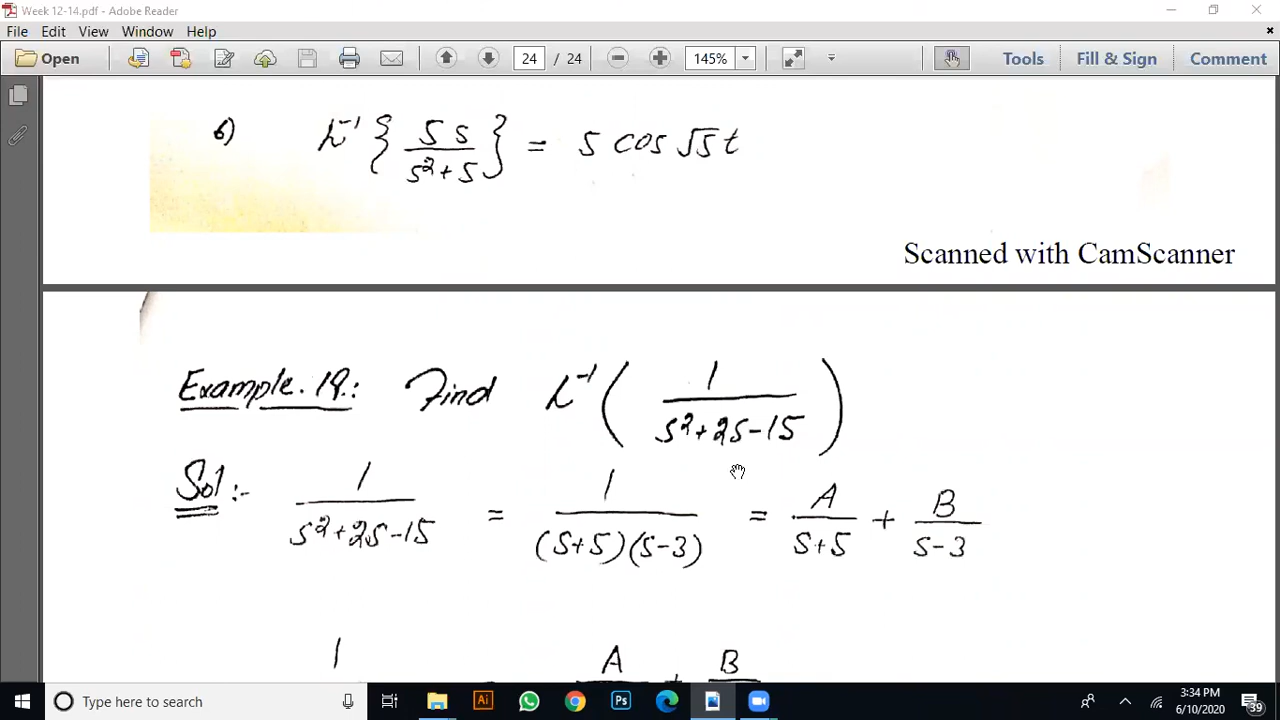 Week 12-14.pdf - Adobe Reader
File Edit View Window Help
Open 24 / 24 145% Tools Fill & Sign Comment
6) L⁻¹ { 5s / s²+5 } = 5 cos √5 t
Scanned with CamScanner
Example. 19.: Find L⁻¹ ( 1 / s²+2s-15 )
Sol:- 1 / s²+2s-15 = 1 / (s+5)(s-3) = A / s+5 + B / s-3
1 A + B
Type here to search
3:34 PM
6/10/2020
39